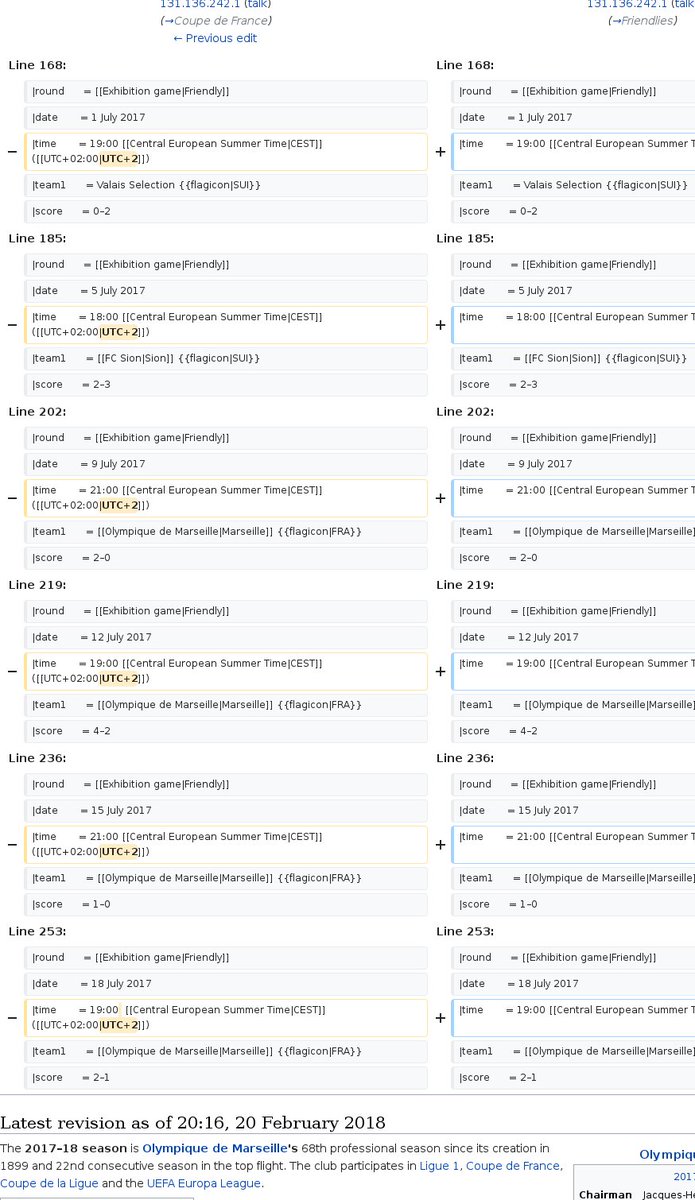 131.136.242.1 (talk)
(→Coupe de France)
← Previous edit
131.136.242.1 (talk
(→Friendlies)
Line 168:
Line 168:
|round = [[Exhibition game|Friendly]]
|round = [[Exhibition game|Friendly]]
|date = 1 July 2017
|date = 1 July 2017
− |time = 19:00 [[Central European Summer Time|CEST]]
([[UTC+02:00|UTC+2]])
+ |time = 19:00 [[Central European Summer T
|team1 = Valais Selection {{flagicon|SUI}}
|team1 = Valais Selection {{flagicon|SUI}}
|score = 0–2
|score = 0–2
Line 185:
Line 185:
|round = [[Exhibition game|Friendly]]
|round = [[Exhibition game|Friendly]]
|date = 5 July 2017
|date = 5 July 2017
− |time = 18:00 [[Central European Summer Time|CEST]]
([[UTC+02:00|UTC+2]])
+ |time = 18:00 [[Central European Summer T
|team1 = [[FC Sion|Sion]] {{flagicon|SUI}}
|team1 = [[FC Sion|Sion]] {{flagicon|SUI}}
|score = 2–3
|score = 2–3
Line 202:
Line 202:
|round = [[Exhibition game|Friendly]]
|round = [[Exhibition game|Friendly]]
|date = 9 July 2017
|date = 9 July 2017
− |time = 21:00 [[Central European Summer Time|CEST]]
([[UTC+02:00|UTC+2]])
+ |time = 21:00 [[Central European Summer T
|team1 = [[Olympique de Marseille|Marseille]] {{flagicon|FRA}}
|team1 = [[Olympique de Marseille|Marseille]
|score = 2–0
|score = 2–0
Line 219:
Line 219:
|round = [[Exhibition game|Friendly]]
|round = [[Exhibition game|Friendly]]
|date = 12 July 2017
|date = 12 July 2017
− |time = 19:00 [[Central European Summer Time|CEST]]
([[UTC+02:00|UTC+2]])
+ |time = 19:00 [[Central European Summer T
|team1 = [[Olympique de Marseille|Marseille]] {{flagicon|FRA}}
|team1 = [[Olympique de Marseille|Marseille]
|score = 4–2
|score = 4–2
Line 236:
Line 236:
|round = [[Exhibition game|Friendly]]
|round = [[Exhibition game|Friendly]]
|date = 15 July 2017
|date = 15 July 2017
− |time = 21:00 [[Central European Summer Time|CEST]]
([[UTC+02:00|UTC+2]])
+ |time = 21:00 [[Central European Summer T
|team1 = [[Olympique de Marseille|Marseille]] {{flagicon|FRA}}
|team1 = [[Olympique de Marseille|Marseille]
|score = 1–0
|score = 1–0
Line 253:
Line 253:
|round = [[Exhibition game|Friendly]]
|round = [[Exhibition game|Friendly]]
|date = 18 July 2017
|date = 18 July 2017
− |time = 19:00 [[Central European Summer Time|CEST]]
([[UTC+02:00|UTC+2]])
+ |time = 19:00 [[Central European Summer T
|team1 = [[Olympique de Marseille|Marseille]] {{flagicon|FRA}}
|team1 = [[Olympique de Marseille|Marseille]
|score = 2–1
|score = 2–1
Latest revision as of 20:16, 20 February 2018
The 2017–18 season is Olympique de Marseille's 68th professional season since its creation in
1899 and 22nd consecutive season in the top flight. The club participates in Ligue 1, Coupe de France,
Coupe de la Ligue and the UEFA Europa League.
Olympiq
2017
Chairman Jacques-H